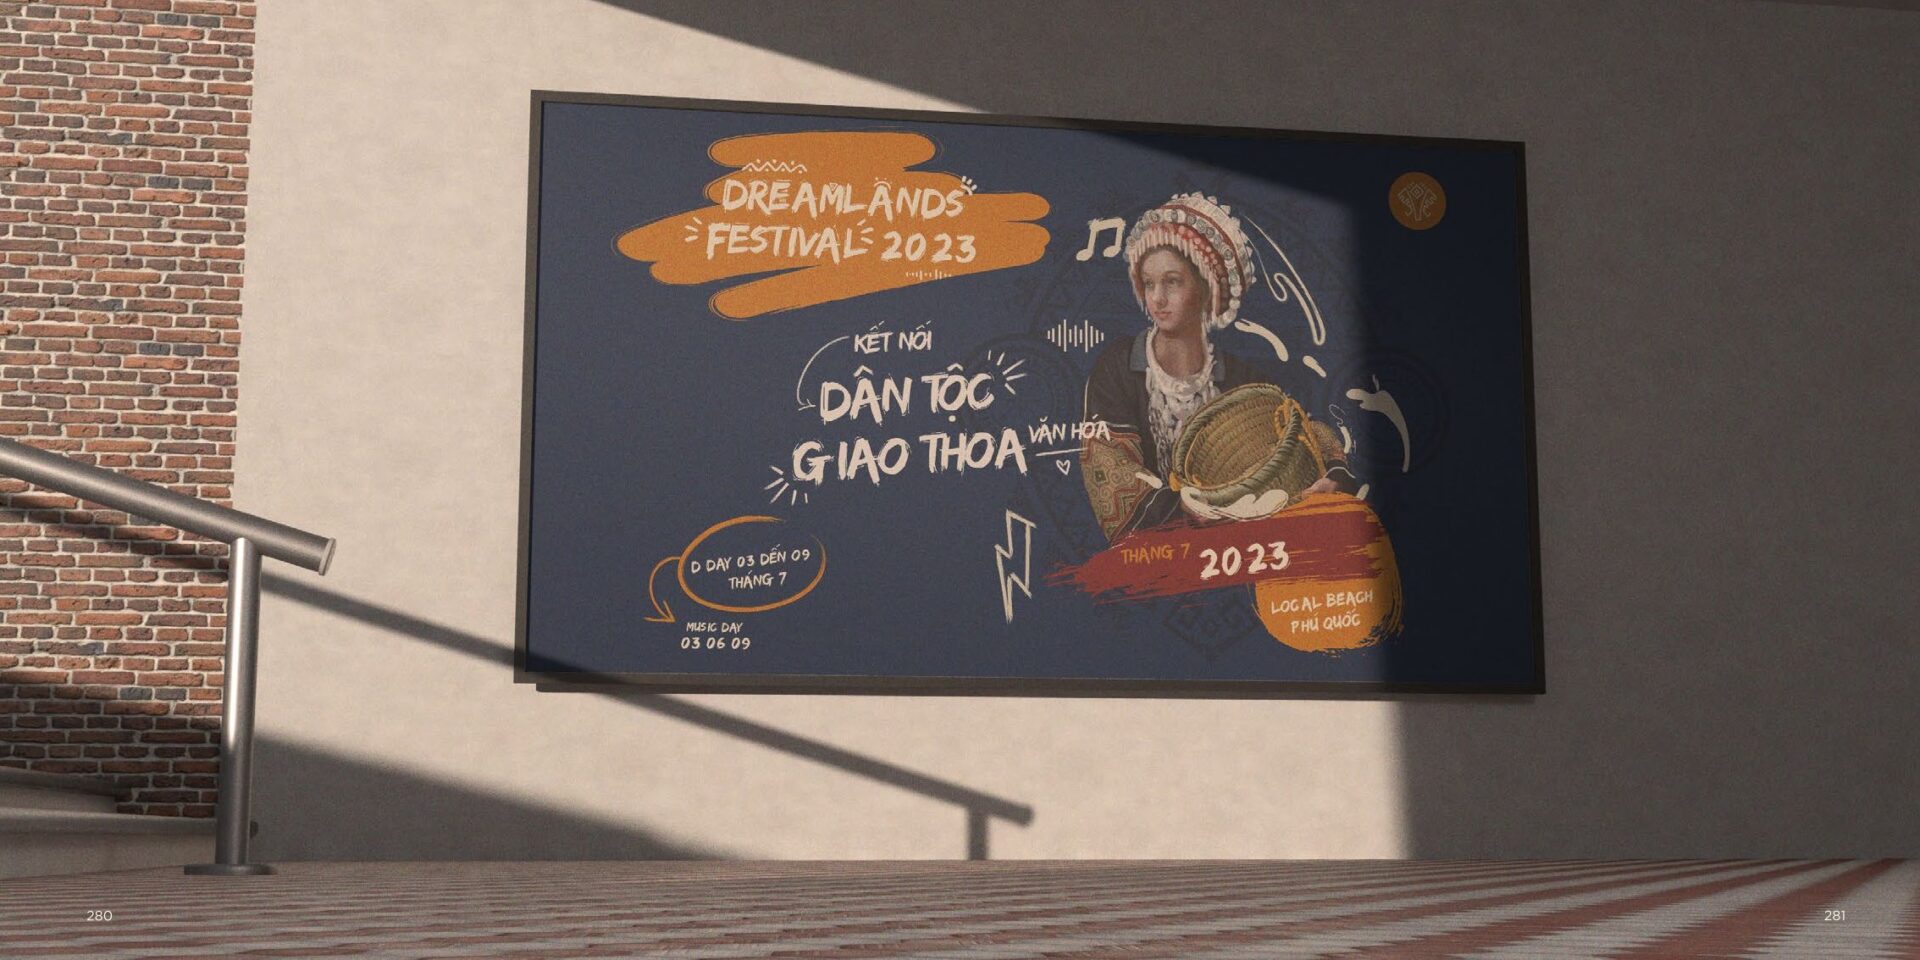 DREAMLANDS
FESTIVAL 2023
KẾT NỐI
DÂN TỘC
GIAO THOA VĂN HÓA
D DAY 03 DẾN 09
THÁNG 7
MUSIC DAY
03 06 09
THÁNG 7 2023
LOCAL BEACH
PHÚ QUỐC
280
281